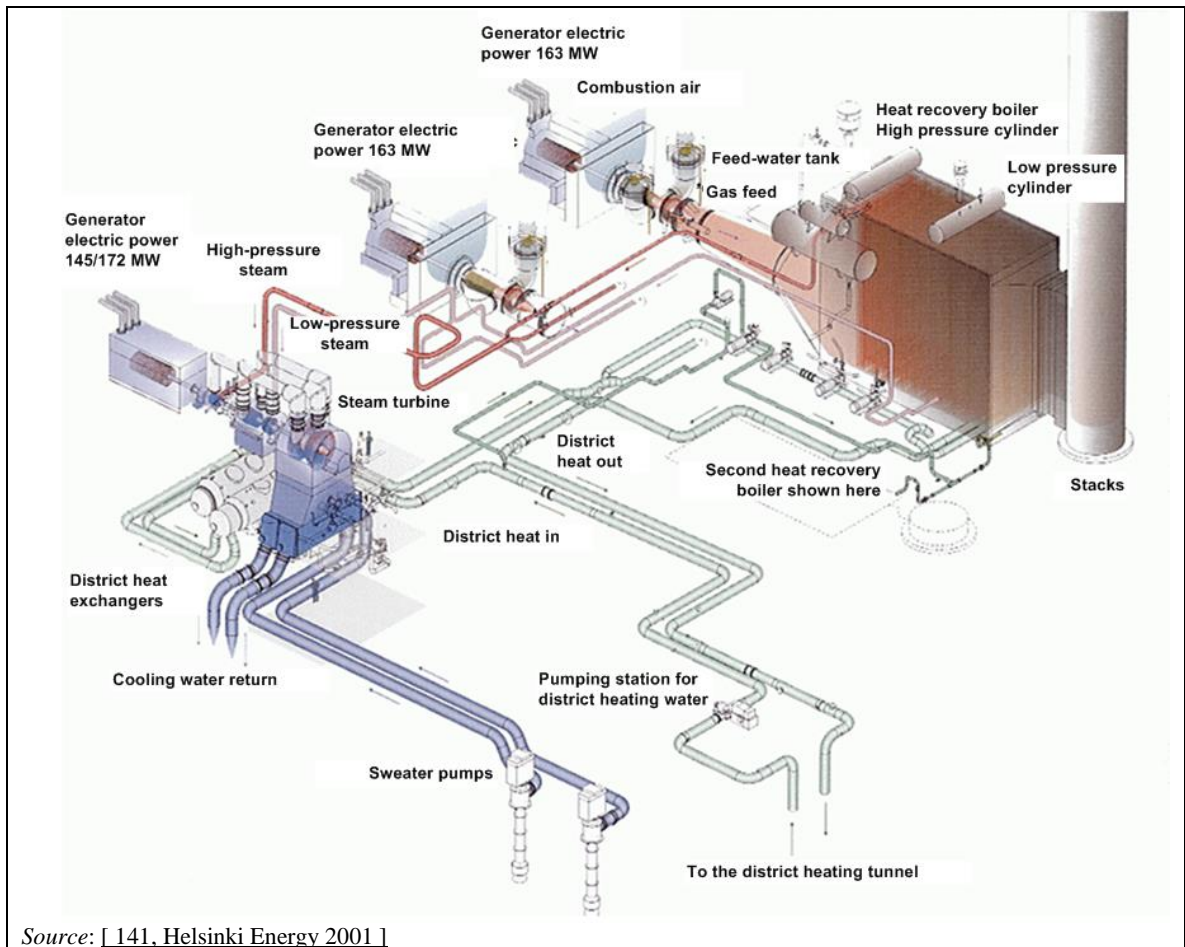 Generator electric
power 163 MW
Combustion air
Heat recovery boiler
High pressure cylinder
Generator electric
power 163 MW
Feed-water tank
Low pressure
cylinder
Gas feed
Generator
electric power
145/172 MW
High-pressure
steam
Low-pressure
steam
Steam turbine
District
heat out
Second heat recovery
boiler shown here
Stacks
District heat in
District heat
exchangers
Cooling water return
Pumping station for
district heating water
Sweater pumps
To the district heating tunnel
Source: [ 141, Helsinki Energy 2001 ]